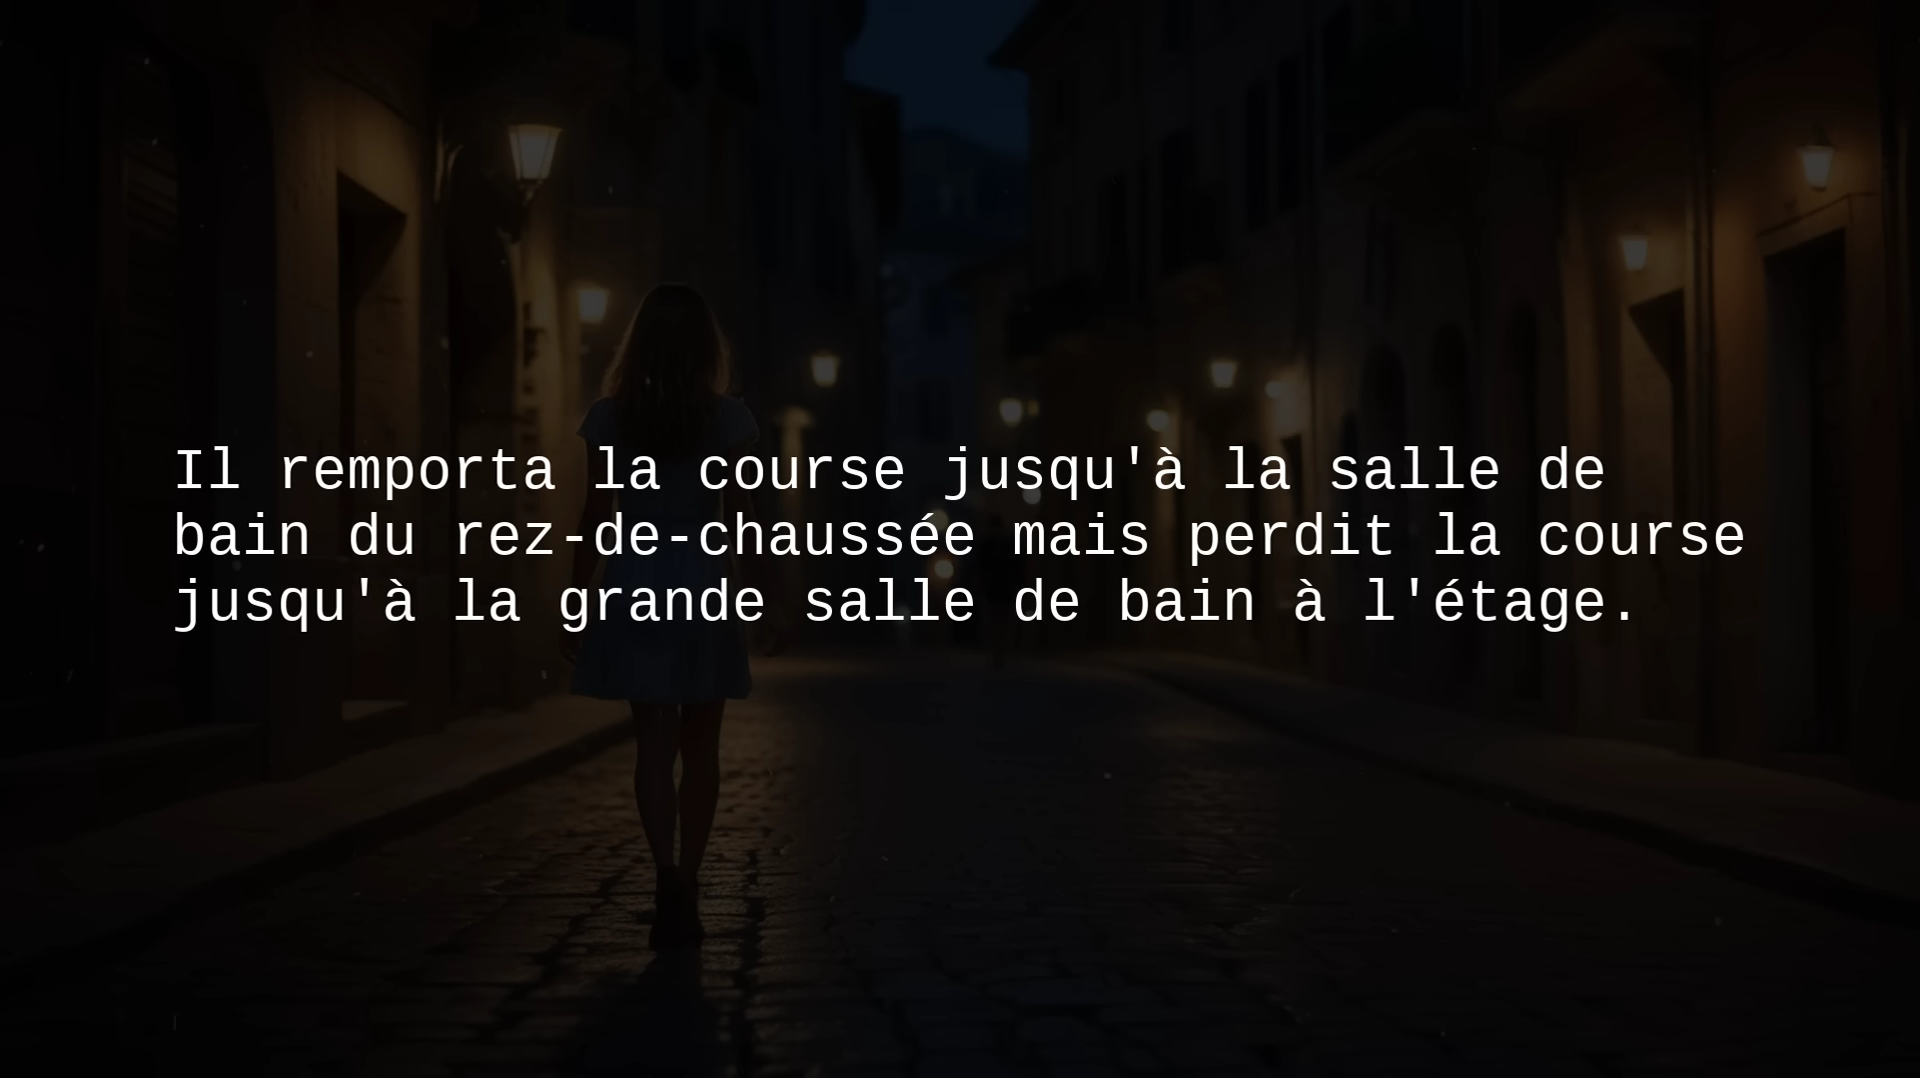 Il remporta la course jusqu'à la salle de
bain du rez-de-chaussée mais perdit la course
jusqu'à la grande salle de bain à l'étage.